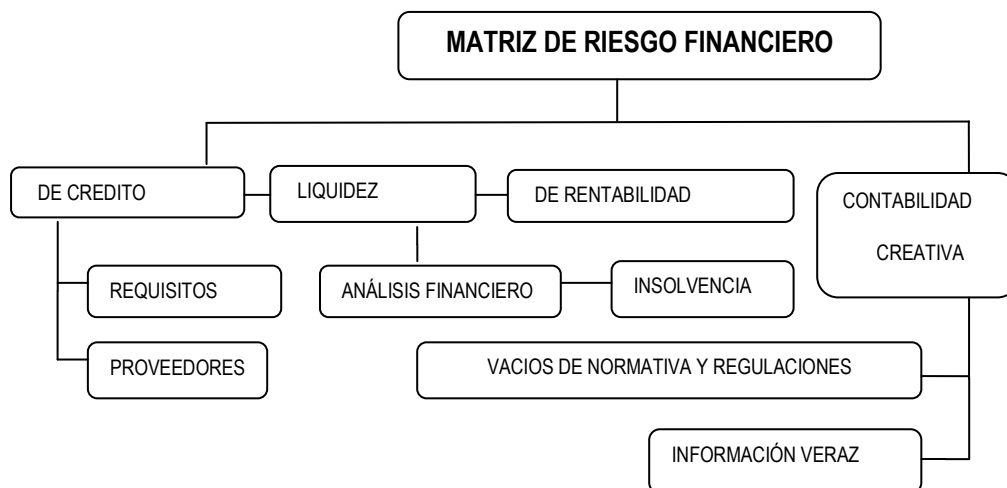 MATRIZ DE RIESGO FINANCIERO
DE CREDITO
LIQUIDEZ
DE RENTABILIDAD
CONTABILIDAD
CREATIVA
REQUISITOS
ANÁLISIS FINANCIERO
INSOLVENCIA
PROVEEDORES
VACIOS DE NORMATIVA Y REGULACIONES
INFORMACIÓN VERAZ